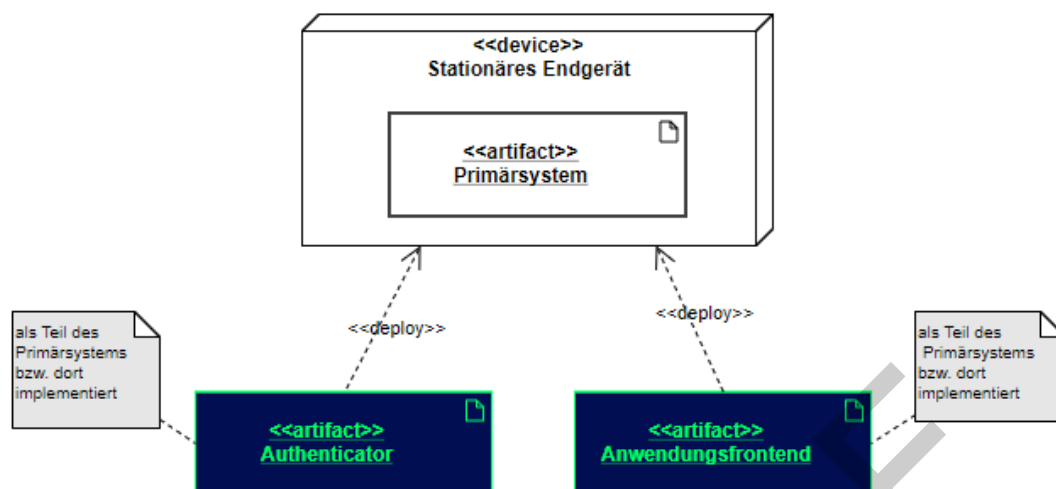 <<device>>
Stationäres Endgerät
<<artifact>>
Primärsystem
<<deploy>>
<<deploy>>
als Teil des
Primärsystems
bzw. dort
implementiert
als Teil des
Primärsystems
bzw. dort
implementiert
<<artifact>>
Authenticator
<<artifact>>
Anwendungsfrontend